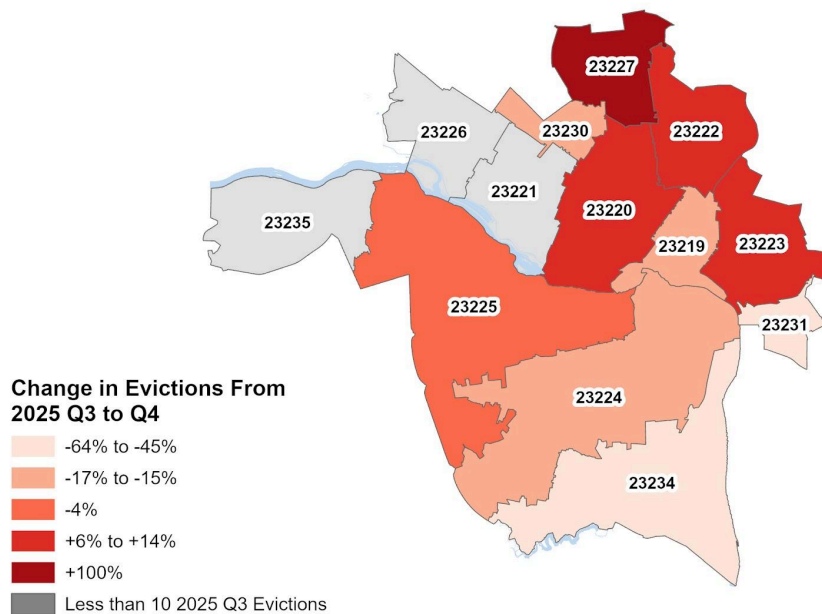 23227
23226
23230
23222
23221
23235
23220
23219
23223
23225
23231
Change in Evictions From
2025 Q3 to Q4
23224
-64% to -45%
-17% to -15%
-4%
23234
+6% to +14%
+100%
Less than 10 2025 Q3 Evictions